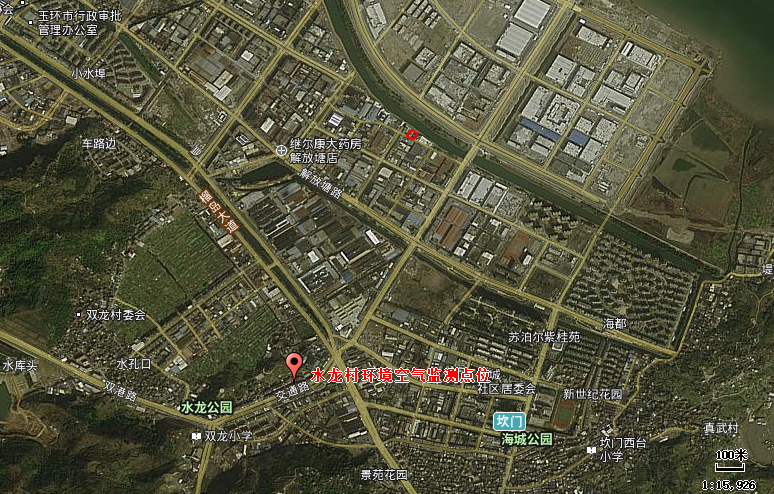 玉环市行政审批
管理办公室
小水埠
车路边
继尔康大药房
解放塘店
解放塘路
双龙村委会
水孔口
水库头
双港路
交通路
水龙村环境空气监测点位
水龙公园
双龙小学
景苑花园
社区居委会
坎门
海城公园
苏泊尔紫桂苑
海都
新世纪花园
坎门西台
小学
真武村
堤
100米
1:15,926